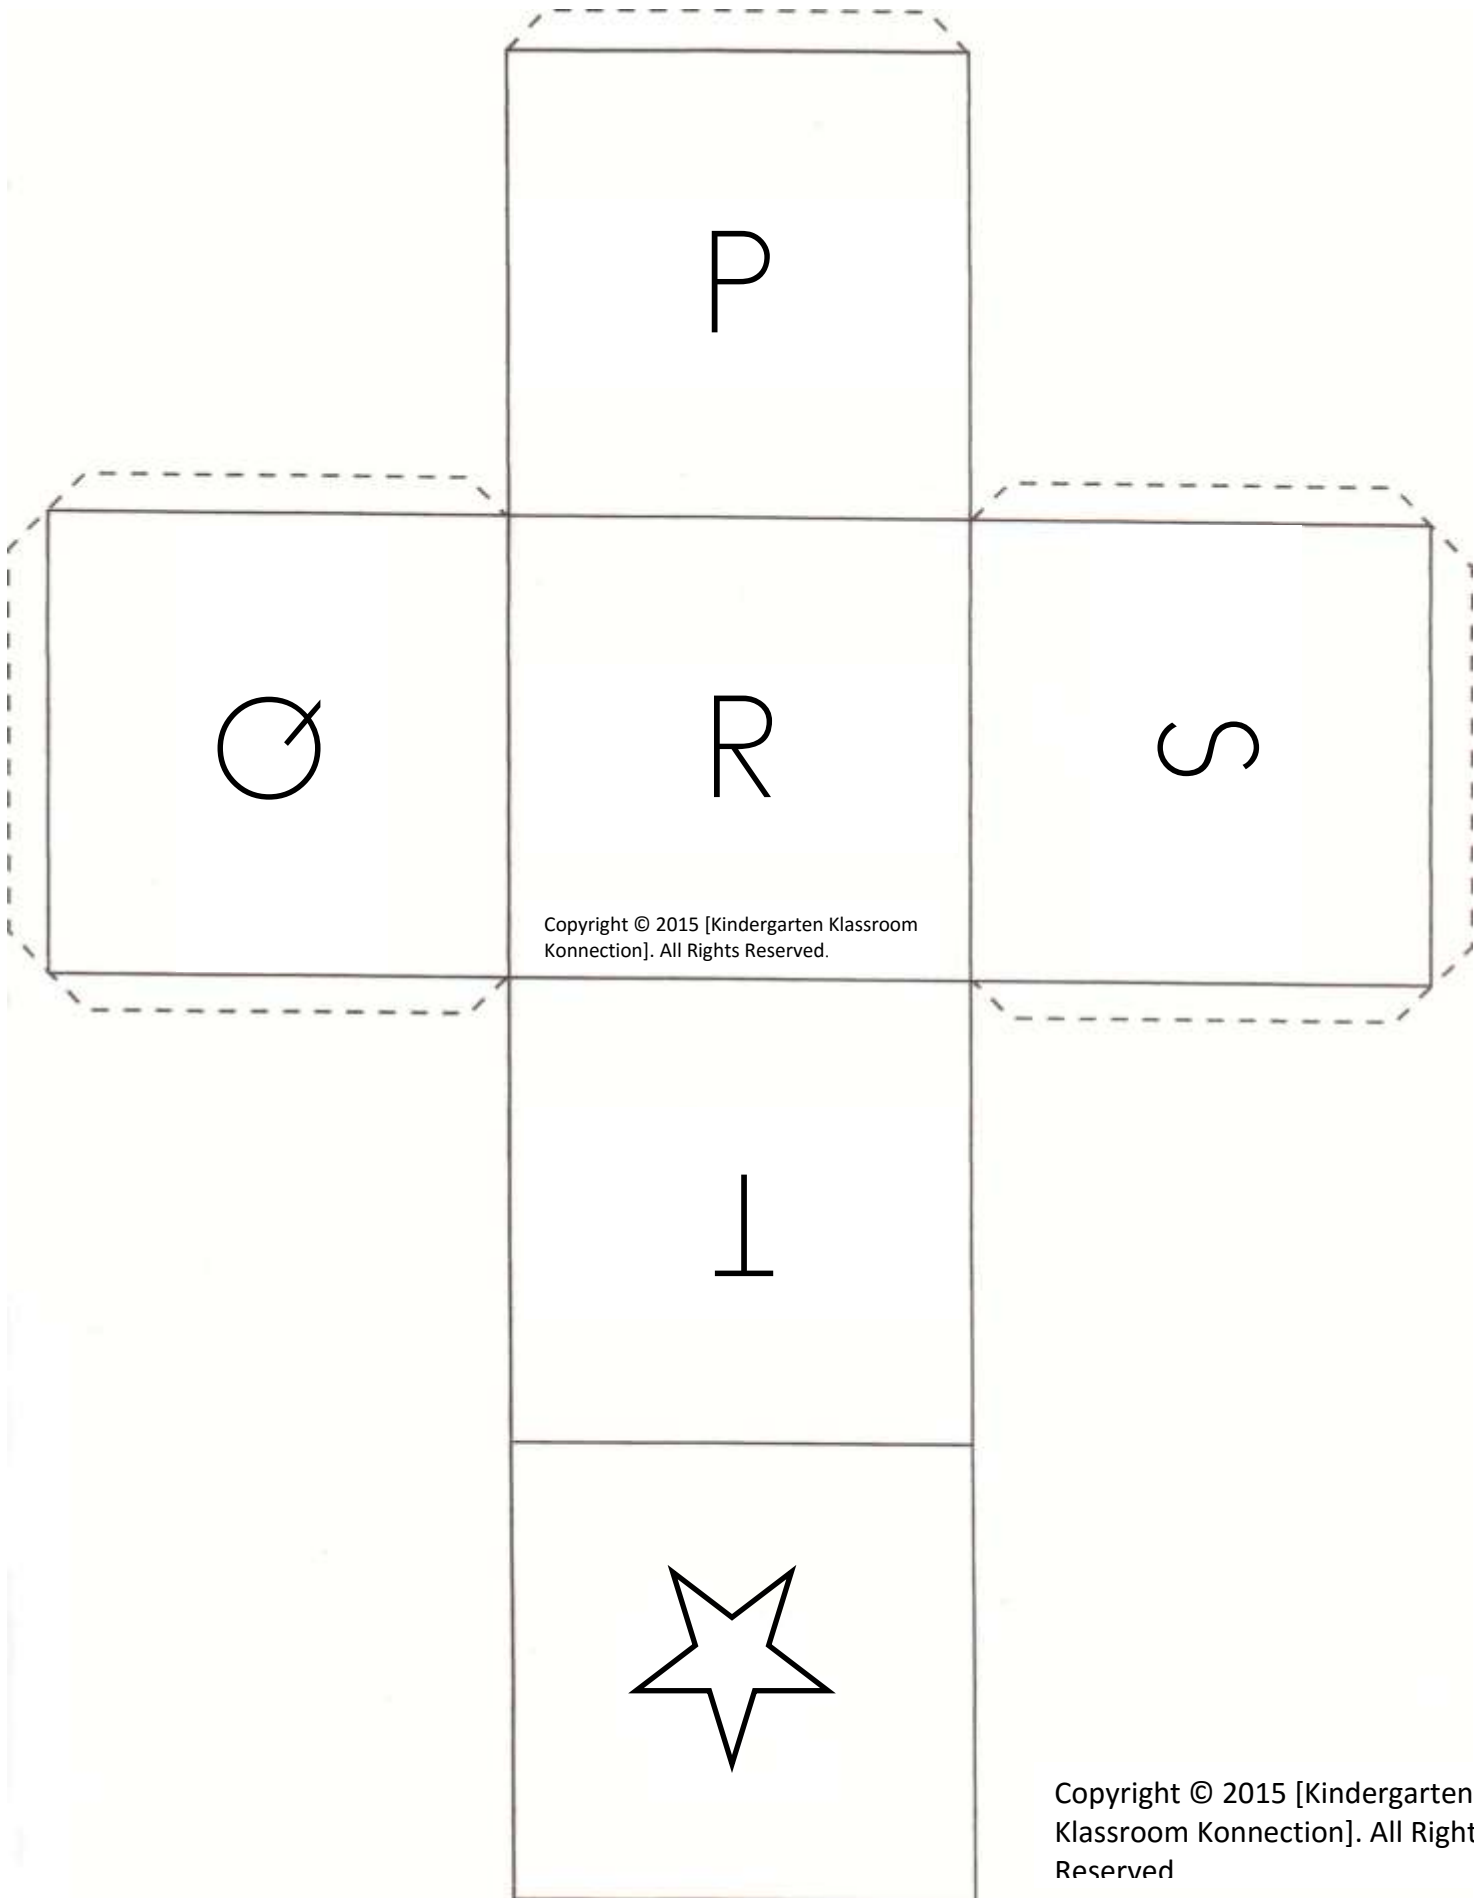 P
Q R S
Copyright © 2015 [Kindergarten Klassroom
Konnection]. All Rights Reserved.
T
Copyright © 2015 [Kindergarten
Klassroom Konnection]. All Right
Reserved